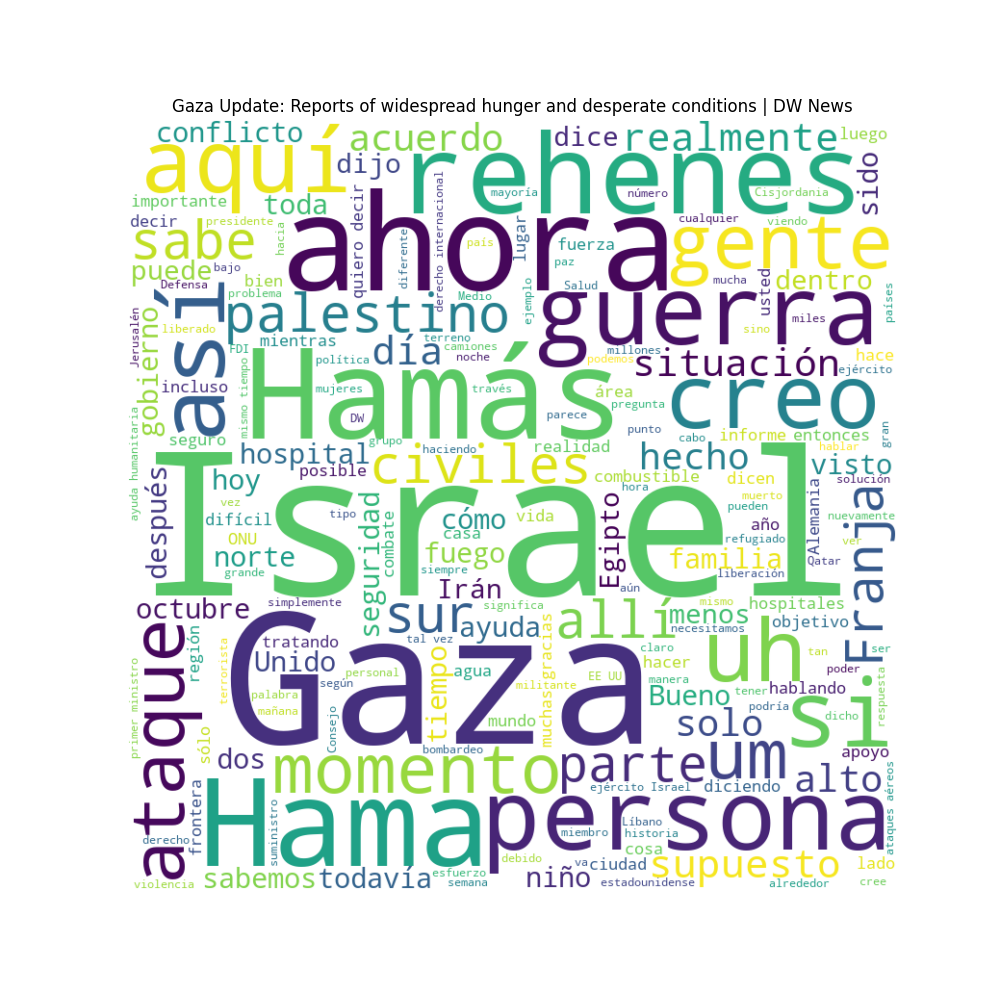 Gaza Update: Reports of widespread hunger and desperate conditions | DW News
conflicto
acuerdo
dice
realmente
luego
aquí
dijo
rehenes
sido
importante
toda
mayoría
número
Cisjordania
decir
presidente
hacia
quiero decir
ahora
diferente
derecho internacional
país
lugar
cualquier
viendo
sabe
fuerza
paz
gente
puede
bajo
bien
Defensa
problema
Medio
ejemplo
Salud
mucha
usted
dentro
países
así
palestino
guerra
miles
sino
Jerusalén
liberado
gobierno
mientras
terreno
camiones
día
noche
millones
podemos
situación
hace
ejército
FDI
política
incluso
mismo tiempo
Hamás
mujeres
través
área
pregunta
creo
DW
parece
punto
gran
seguro
grupo
haciendo
realidad
cabo
informe
entonces
hablar
ayuda humanitaria
hospital
posible
civiles
combustible
hecho
visto
solución
después
hoy
vez
Israel
hora
dicen
muerto
pueden
difícil
tipo
cómo
vida
casa
año
Alemania
nuevamente
ONU
seguridad
combate
Egipto
refugiado
ver
Franja
norte
grande
fuego
siempre
familia
liberación
Qatar
Irán
aún
octubre
simplemente
sur
significa
allí
menos
mismo
hospitales
ayuda
necesitamos
objetivo
ataque
región
tratando
tal vez
gracias
claro
uh
tan
ser
Gaza
Unido
según
tiempo
agua
personal
militante
EE UU
hacer
manera
tener
hablando
poder
respuesta
primer ministro
terrorista
palabra
mañana
Consejo
mundo
muchas
Bueno
podría
si
dicho
sólo
bombardeo
solo
apoyo
dos
momento
parte
um
alto
frontera
suministro
Hama
ejército Israel
diciendo
persona
ataques aéreos
derecho
miembro
Líbano
historia
cosa
debido
va
ciudad
supuesto
lado
violencia
sabemos
todavía
esfuerzo
semana
niño
estadounidense
alrededor
cree